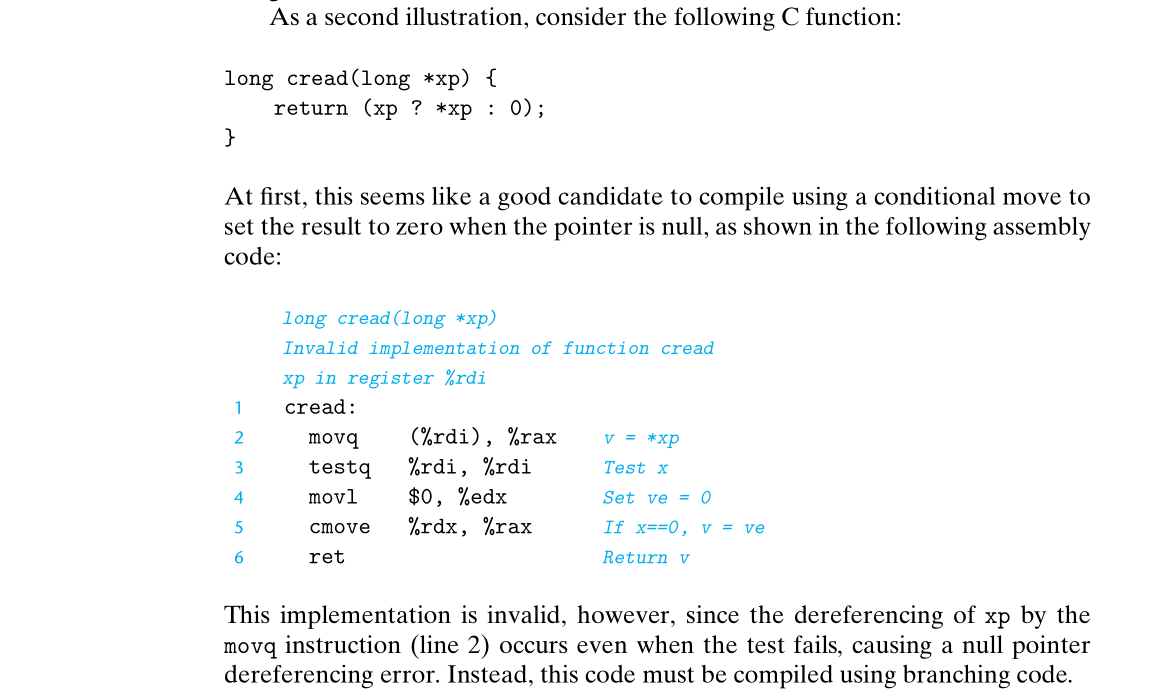 As a second illustration, consider the following C function:
long cread(long *xp) {
    return (xp ? *xp : 0);
}
At first, this seems like a good candidate to compile using a conditional move to
set the result to zero when the pointer is null, as shown in the following assembly
code:
long cread(long *xp)
Invalid implementation of function cread
xp in register %rdi
1 cread:
2 movq (%rdi), %rax v = *xp
3 testq %rdi, %rdi Test x
4 movl $0, %edx Set ve = 0
5 cmove %rdx, %rax If x==0, v = ve
6 ret Return v
This implementation is invalid, however, since the dereferencing of xp by the
movq instruction (line 2) occurs even when the test fails, causing a null pointer
dereferencing error. Instead, this code must be compiled using branching code.